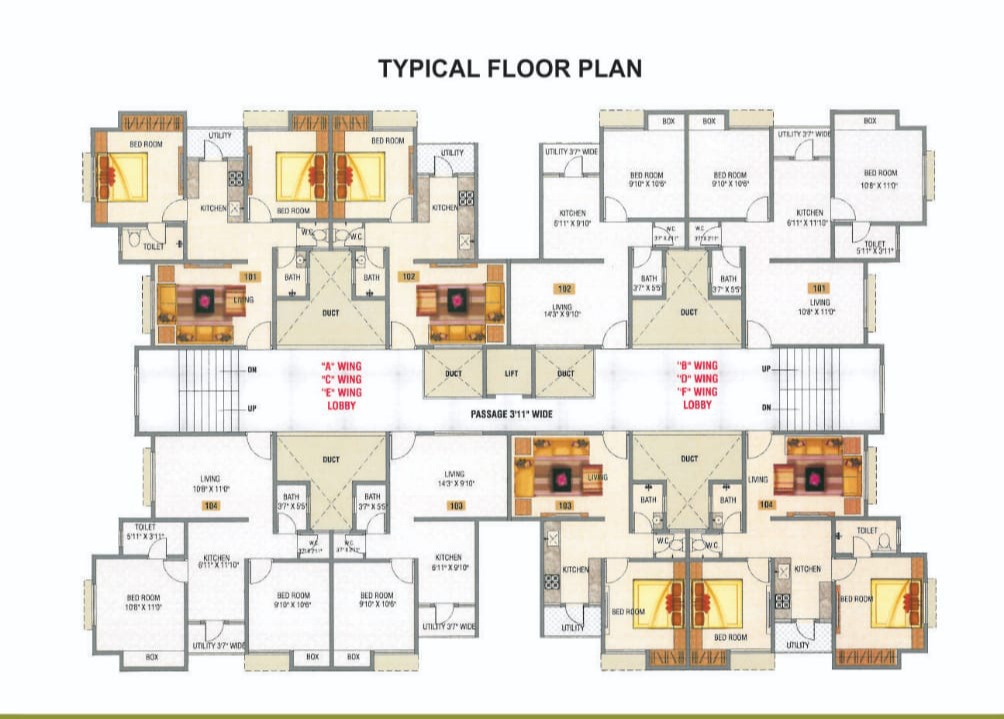 TYPICAL FLOOR PLAN
BED ROOM
UTILITY
KITCHEN
BED ROOM
BED ROOM
UTILITY
KITCHEN
TOILET
W.C.
W.C.
BATH
BATH
101
LIVING
102
DUCT
BOX
BOX
BOX
UTILITY 3'7" WIDE
UTILITY 3'7" WIDE
BED ROOM
9'10" X 10'6"
BED ROOM
9'10" X 10'6"
BED ROOM
10'8" X 11'0"
KITCHEN
6'11" X 9'10"
KITCHEN
6'11" X 11'10"
W.C.
W.C.
TOILET
5'11" X 3'11"
BATH
3'7" X 5'5"
BATH
3'7" X 5'5"
102
LIVING
14'3" X 9'10"
101
LIVING
10'8" X 11'0"
DUCT
DN
UP
"A" WING
"C" WING
"E" WING
LOBBY
DUCT
LIFT
DUCT
PASSAGE 3'11" WIDE
"B" WING
"D" WING
"F" WING
LOBBY
UP
DN
LIVING
10'8" X 11'0"
104
DUCT
LIVING
14'3" X 9'10"
103
BATH
3'7" X 5'5"
BATH
3'7" X 5'5"
TOILET
5'11" X 3'11"
W.C.
W.C.
KITCHEN
6'11" X 11'10"
KITCHEN
6'11" X 9'10"
BED ROOM
10'8" X 11'0"
BED ROOM
9'10" X 10'6"
BED ROOM
9'10" X 10'6"
UTILITY 3'7" WIDE
UTILITY 3'7" WIDE
BOX
BOX
BOX
DUCT
LIVING
103
LIVING
104
BATH
BATH
W.C.
W.C.
TOILET
KITCHEN
KITCHEN
BED ROOM
BED ROOM
BED ROOM
UTILITY
UTILITY